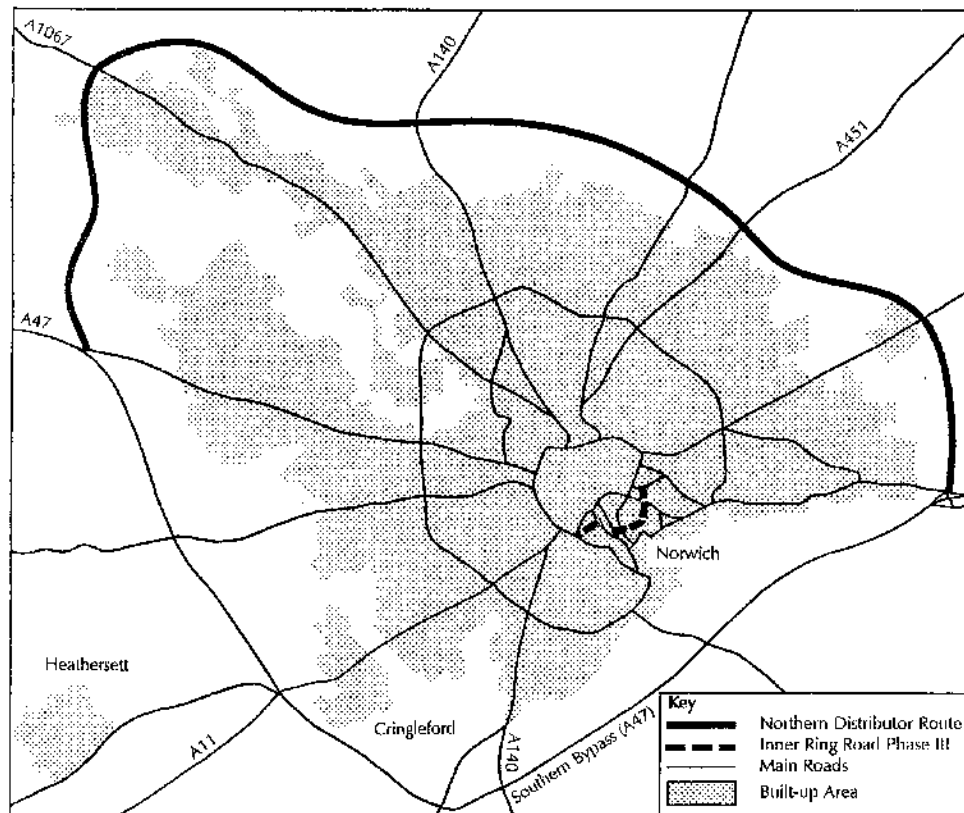 A1067
A140
A451
A47
Norwich
Heathersett
Cringleford
A11
A140
Southern Bypass (A47)
Key
Northern Distributor Route
Inner Ring Road Phase III
Main Roads
Built-up Area